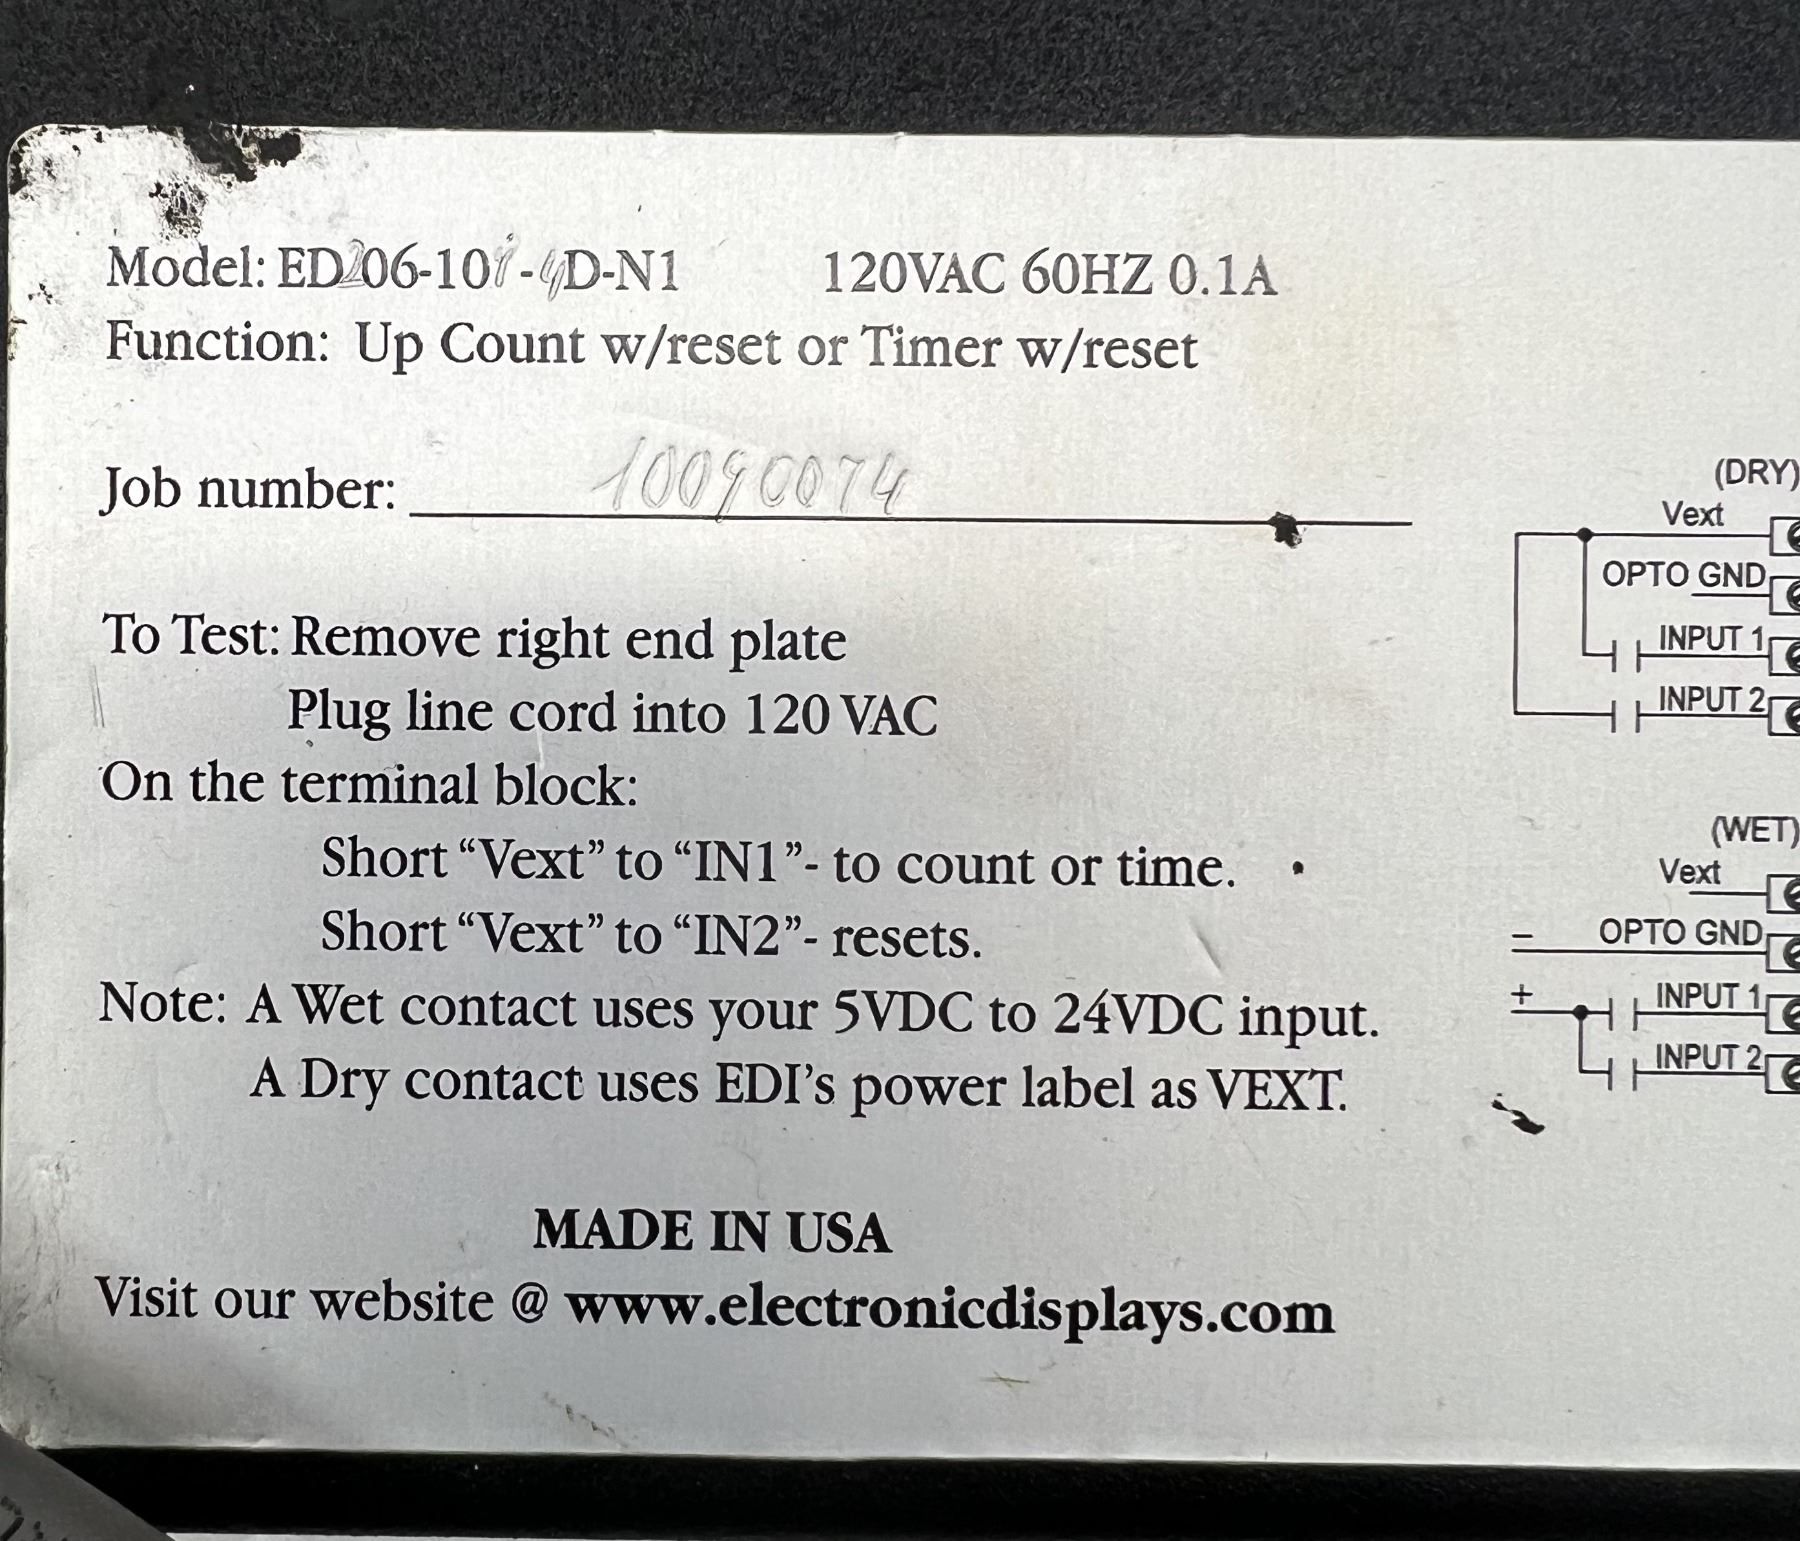 Model: ED206-101-4D-N1 120VAC 60HZ 0.1A
Function: Up Count w/reset or Timer w/reset
Job number: 10090074
To Test: Remove right end plate
Plug line cord into 120 VAC
On the terminal block:
Short “Vext” to “IN1”- to count or time.
Short “Vext” to “IN2”- resets.
Note: A Wet contact uses your 5VDC to 24VDC input.
A Dry contact uses EDI’s power label as VEXT.
MADE IN USA
Visit our website @ www.electronicdisplays.com
(DRY)
Vext
OPTO GND
INPUT 1
INPUT 2
(WET)
Vext
- OPTO GND
+ INPUT 1
INPUT 2